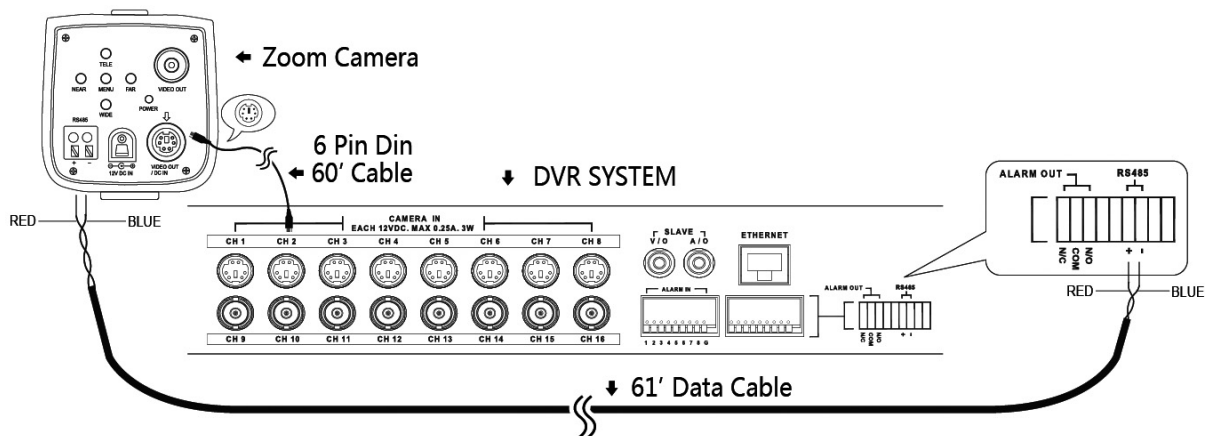 Zoom Camera
TELE
NEAR MENU FAR VIDEO OUT
POWER
WIDE
RS485
+ -
12V DC IN
VIDEO OUT
/ DC IN
RED BLUE
6 Pin Din
60' Cable
DVR SYSTEM
CAMERA IN
EACH 12VDC. MAX 0.25A. 3W
CH 1 CH 2 CH 3 CH 4 CH 5 CH 6 CH 7 CH 8
CH 9 CH 10 CH 11 CH 12 CH 13 CH 14 CH 15 CH 16
SLAVE
V/O A/O
ETHERNET
ALARM IN
1 2 3 4 5 6 7 8 G
ALARM OUT RS485
N/C COM N/O + -
ALARM OUT RS485
N/C COM N/O + -
RED BLUE
61' Data Cable